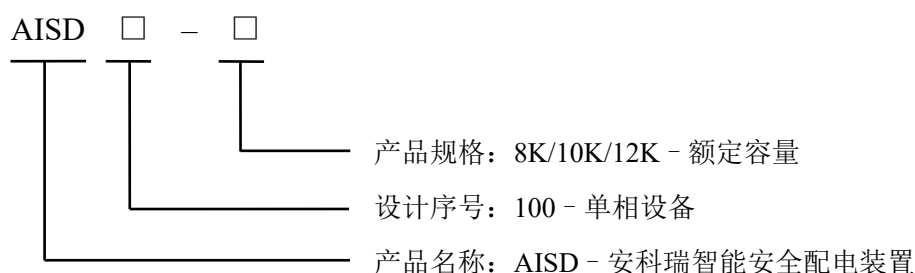 AISD □ – □
产品规格：8K/10K/12K－额定容量
设计序号：100－单相设备
产品名称：AISD－安科瑞智能安全配电装置